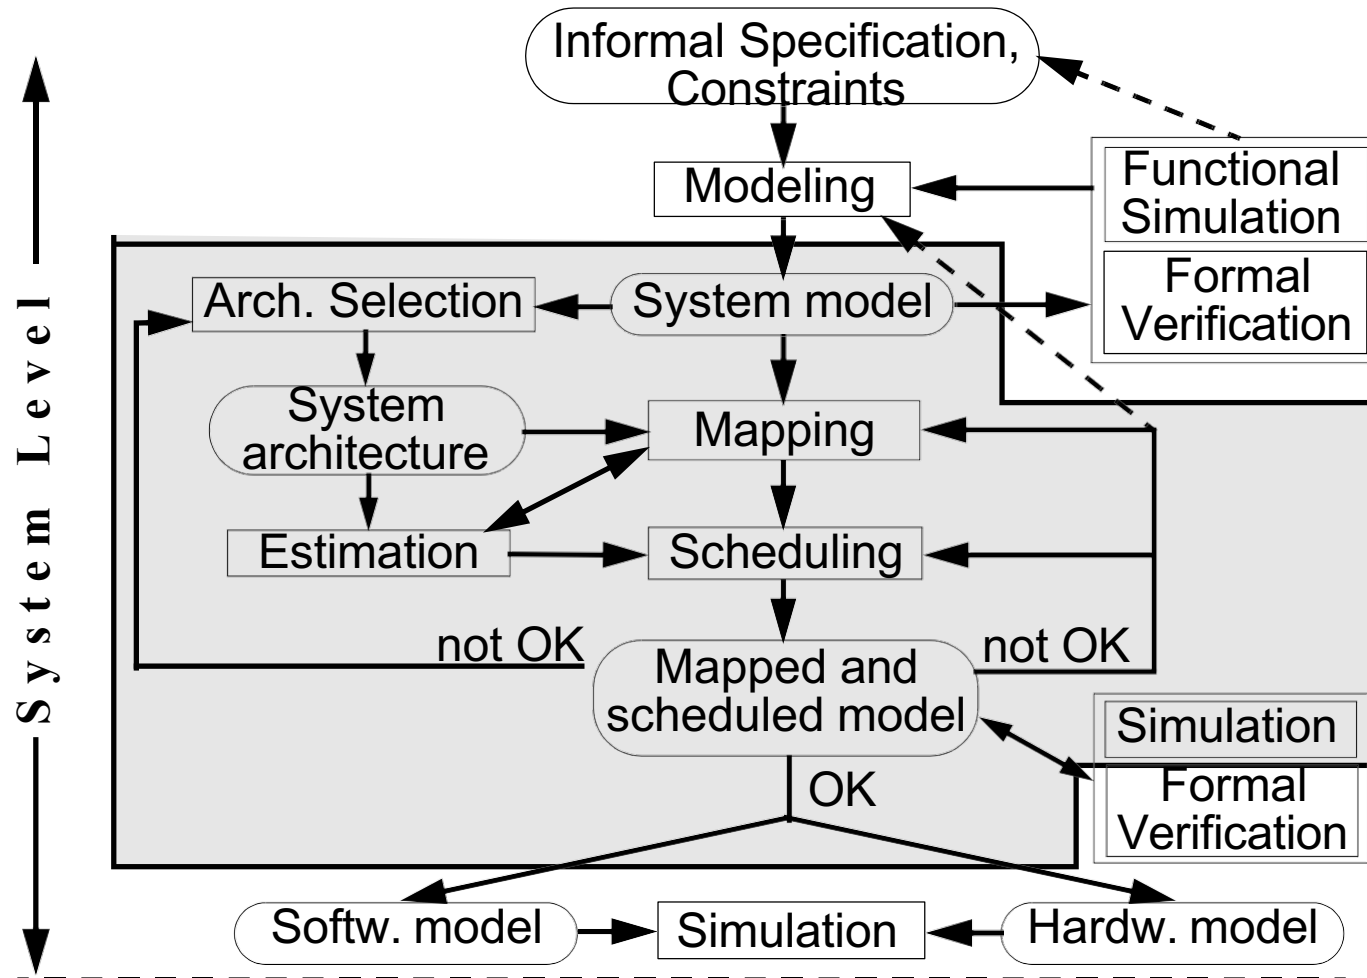 Informal Specification,
Constraints
Modeling
Functional
Simulation
Formal
Verification
Arch. Selection
System model
System
architecture
Mapping
Estimation
Scheduling
not OK
not OK
Mapped and
scheduled model
Simulation
Formal
Verification
OK
Softw. model
Simulation
Hardw. model
System Level